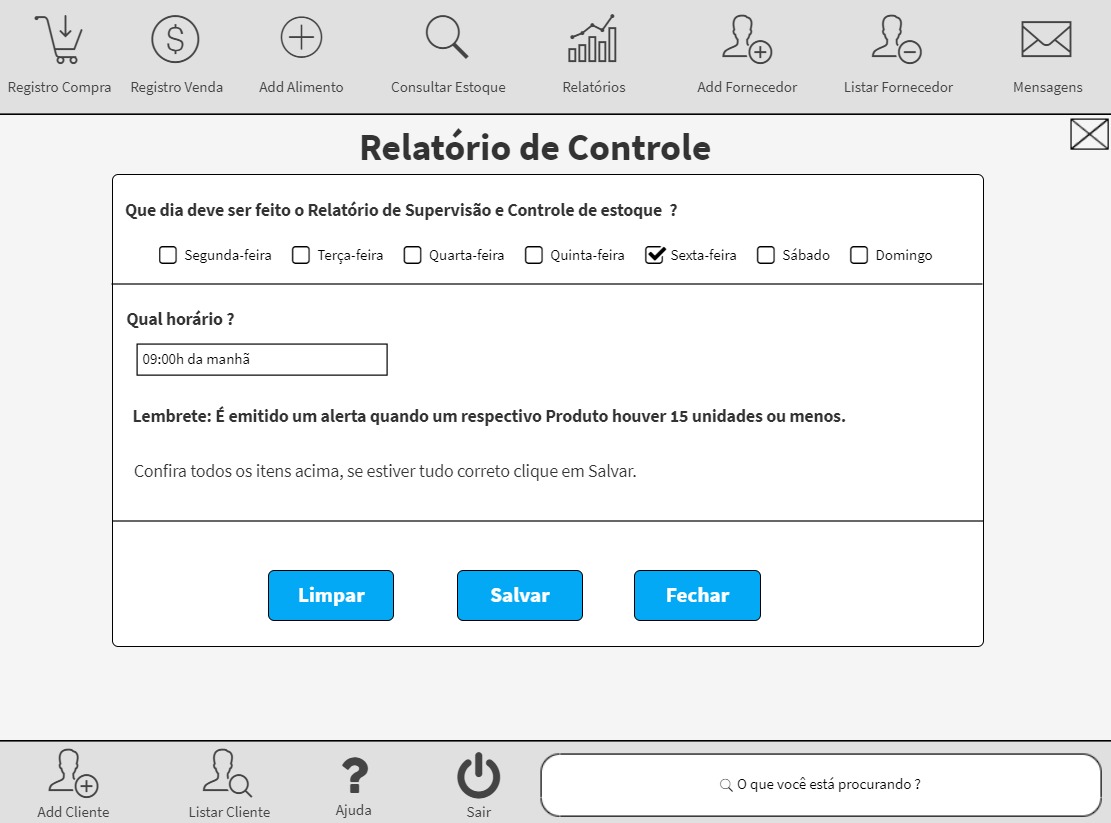 Registro Compra Registro Venda Add Alimento Consultar Estoque Relatórios Add Fornecedor Listar Fornecedor Mensagens
Relatório de Controle
Que dia deve ser feito o Relatório de Supervisão e Controle de estoque ?
Segunda-feira Terça-feira Quarta-feira Quinta-feira Sexta-feira Sábado Domingo
Qual horário ?
09:00h da manhã
Lembrete: É emitido um alerta quando um respectivo Produto houver 15 unidades ou menos.
Confira todos os itens acima, se estiver tudo correto clique em Salvar.
Limpar Salvar Fechar
Add Cliente Listar Cliente Ajuda Sair O que você está procurando ?